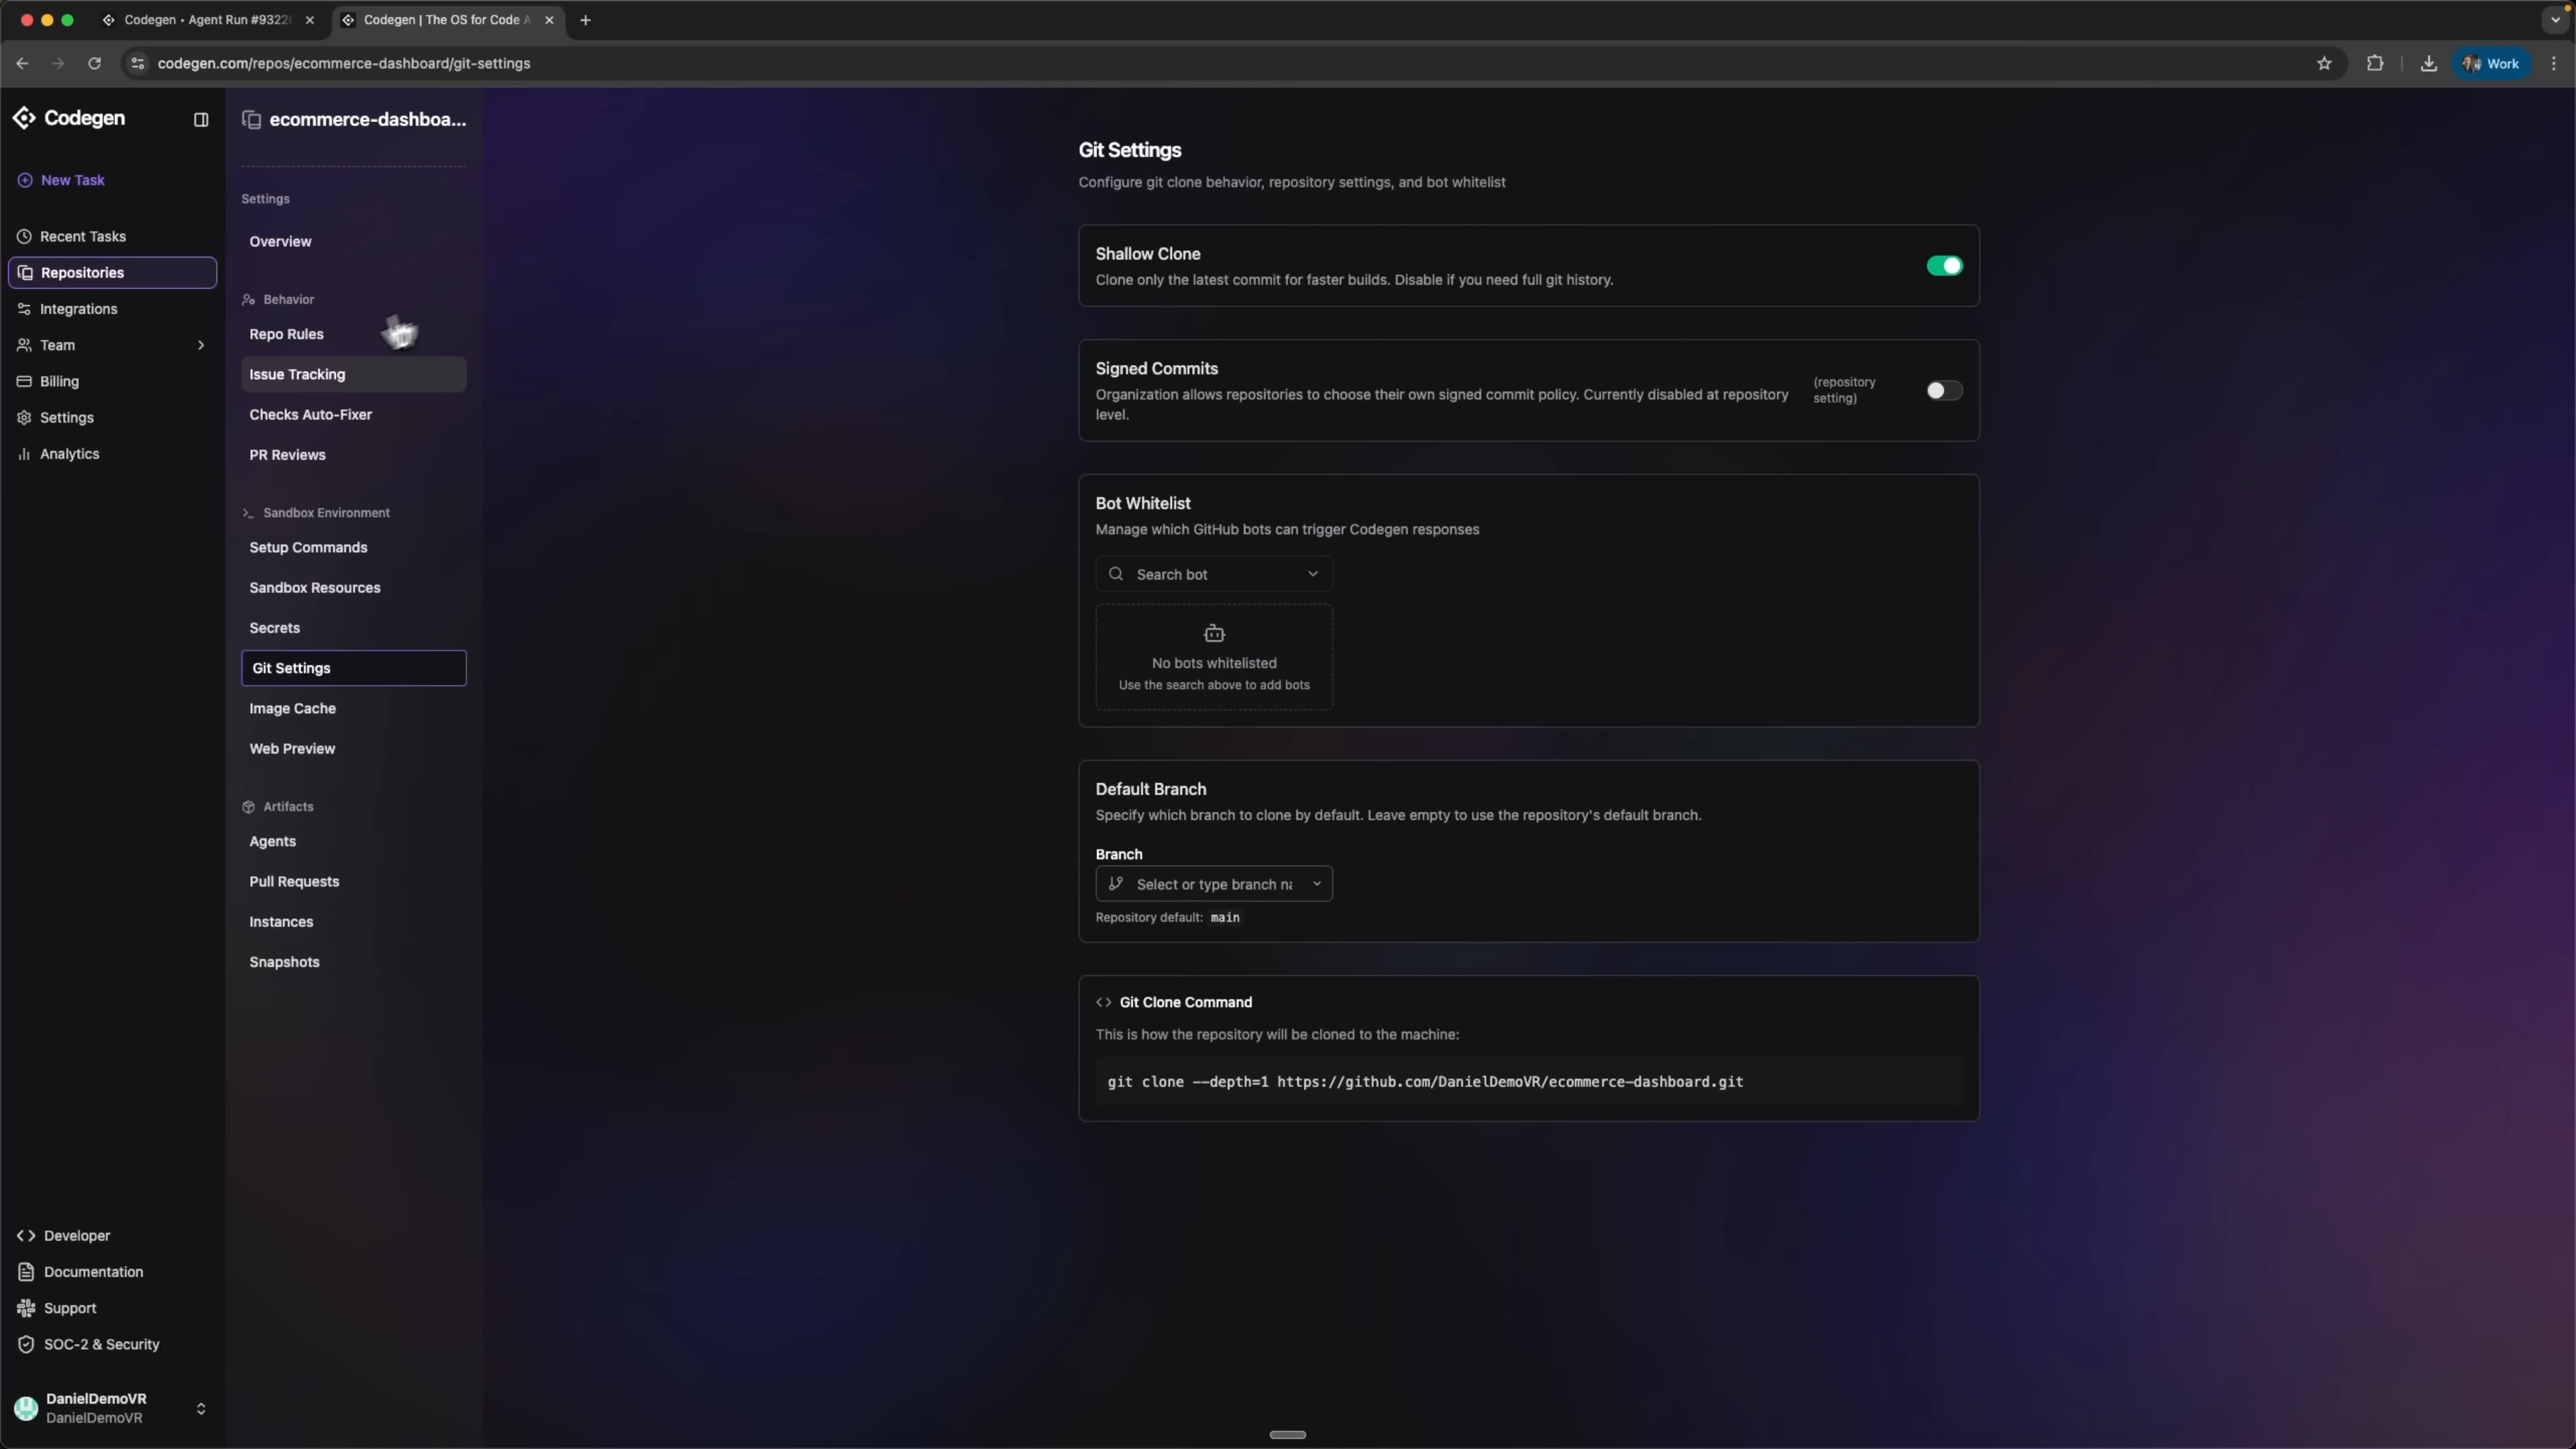 Codegen • Agent Run #9322
Codegen | The OS for Code A
codegen.com/repos/ecommerce-dashboard/git-settings
Work
Codegen
New Task
Recent Tasks
Repositories
Integrations
Team
Billing
Settings
Analytics
Developer
Documentation
Support
SOC-2 & Security
DanielDemoVR
DanielDemoVR
ecommerce-dashboa...
Settings
Overview
Behavior
Repo Rules
Issue Tracking
Checks Auto-Fixer
PR Reviews
Sandbox Environment
Setup Commands
Sandbox Resources
Secrets
Git Settings
Image Cache
Web Preview
Artifacts
Agents
Pull Requests
Instances
Snapshots
Git Settings
Configure git clone behavior, repository settings, and bot whitelist
Shallow Clone
Clone only the latest commit for faster builds. Disable if you need full git history.
Signed Commits
Organization allows repositories to choose their own signed commit policy. Currently disabled at repository
level.
(repository
setting)
Bot Whitelist
Manage which GitHub bots can trigger Codegen responses
Search bot
No bots whitelisted
Use the search above to add bots
Default Branch
Specify which branch to clone by default. Leave empty to use the repository's default branch.
Branch
Select or type branch na
Repository default: main
Git Clone Command
This is how the repository will be cloned to the machine:
git clone --depth=1 https://github.com/DanielDemoVR/ecommerce-dashboard.git